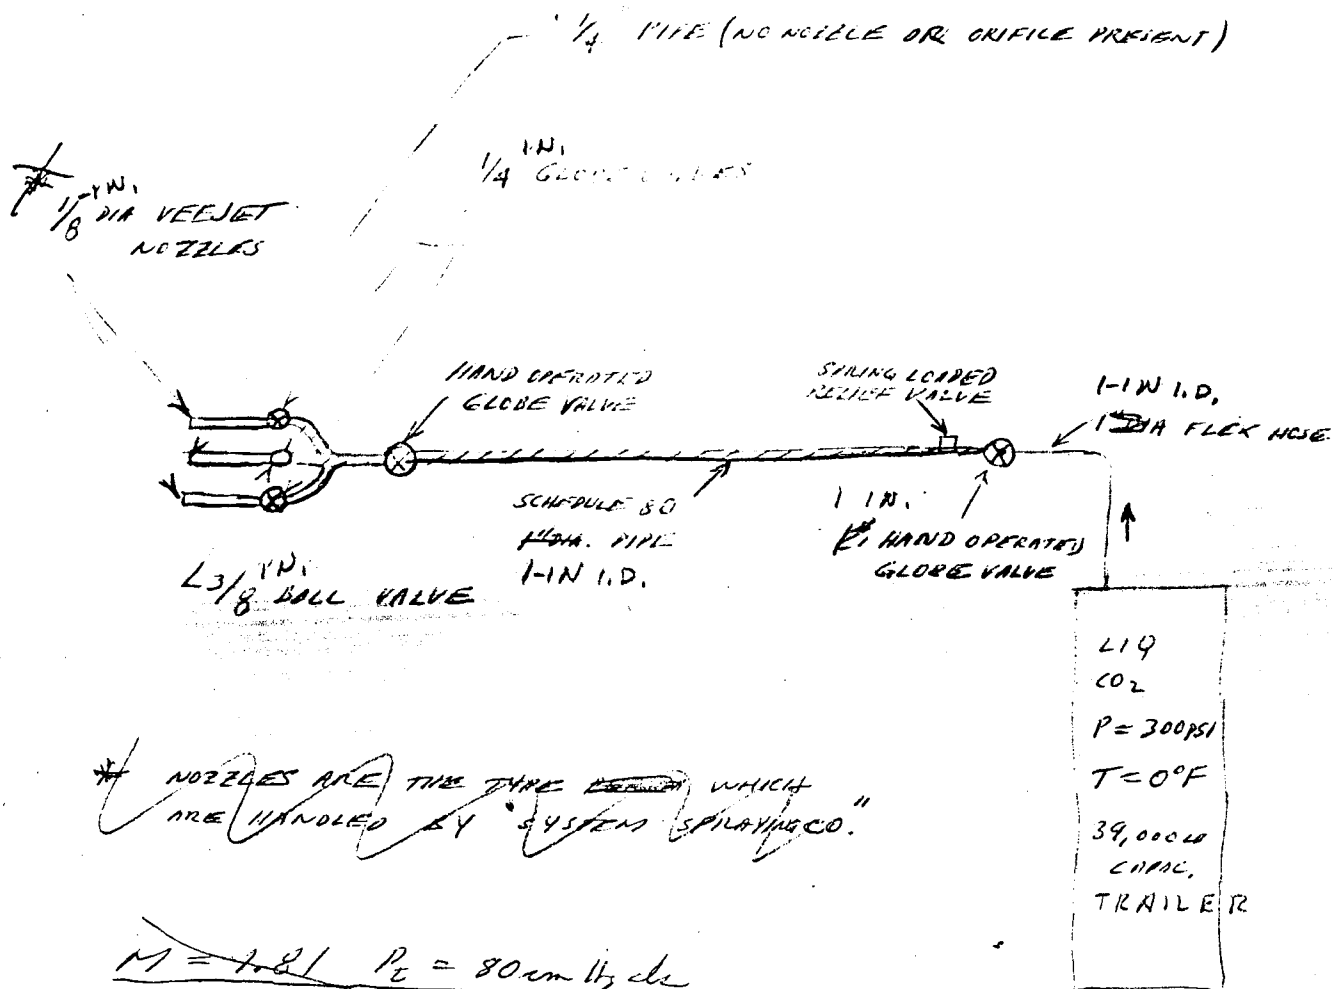 1/4 PIPE (NO NOZZLE OR ORIFILE PRESENT)
1/4 IN. GLOBE
1/8 IN. DIA VEEJET
NOZZLES
HAND OPERATED
GLOBE VALVE
SPRING LOADED
RELIEF VALVE
1-IN I.D.
FLEX HOSE
SCHEDULE 80
1" DIA. PIPE
1-IN I.D.
1 IN.
HAND OPERATED
GLOBE VALVE
3/8 IN. BALL VALVE
LIQ
CO2
P = 300 PSI
T = 0°F
39,000 LB
CAPAC.
TRAILER
* NOZZLES ARE THE TYPE WHICH
ARE HANDLED BY "SYSTEM SPRAYING CO."
M = 1.81 = 80 cm Hg